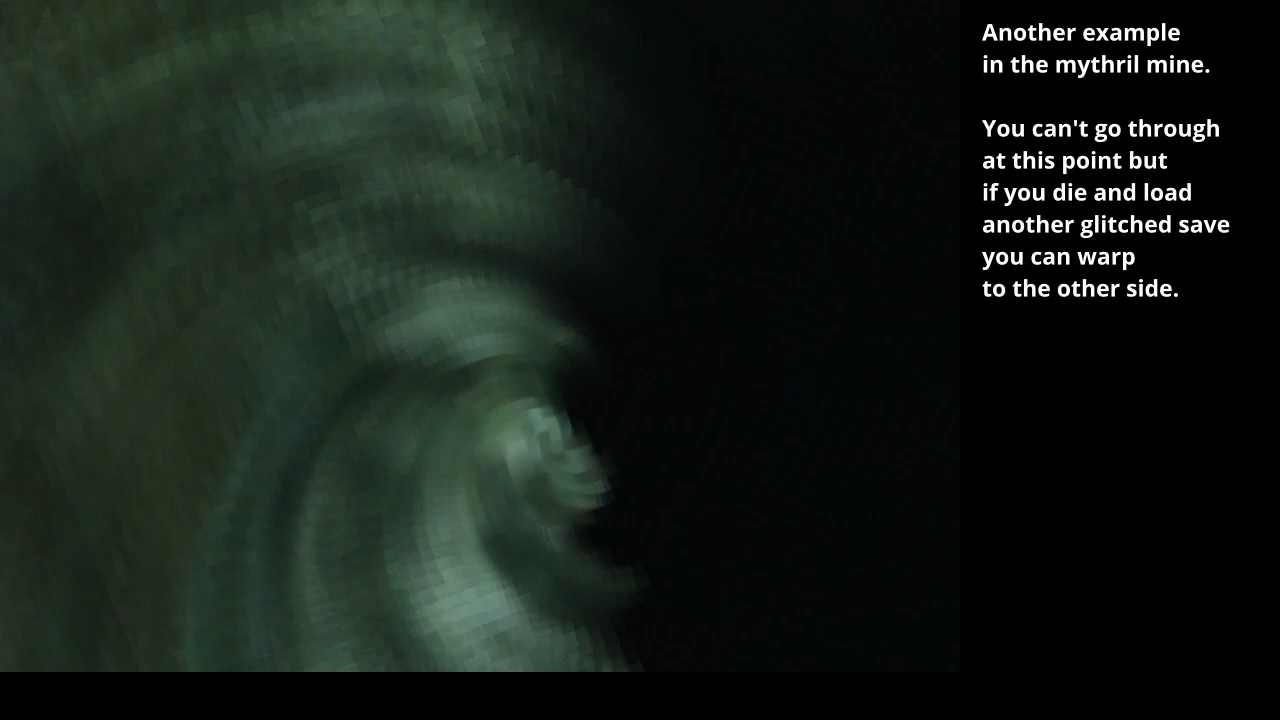 Another example
in the mythril mine.
You can't go through
at this point but
if you die and load
another glitched save
you can warp
to the other side.